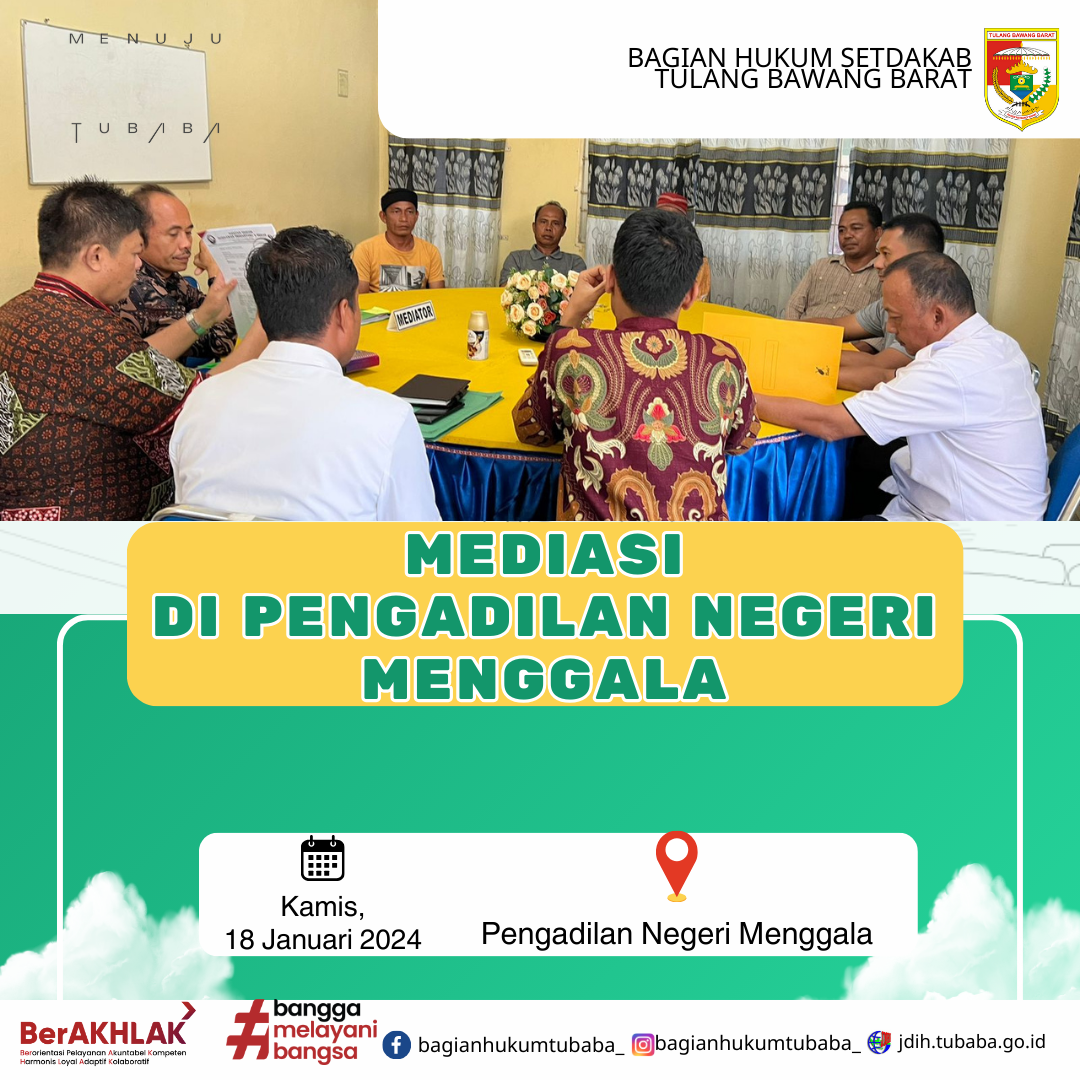 MENUJU
TUBABA
BAGIAN HUKUM SETDAKAB
TULANG BAWANG BARAT
TULANG BAWANG BARAT
MEDIATOR
MEDIASI
DI PENGADILAN NEGERI
MENGGALA
Kamis,
18 Januari 2024
Pengadilan Negeri Menggala
BerAKHLAK
Berorientasi Pelayanan Akuntabel Kompeten
Harmonis Loyal Adaptif Kolaboratif
#bangga
melayani
bangsa
bagianhukumtubaba_
bagianhukumtubaba_
jdih.tubaba.go.id